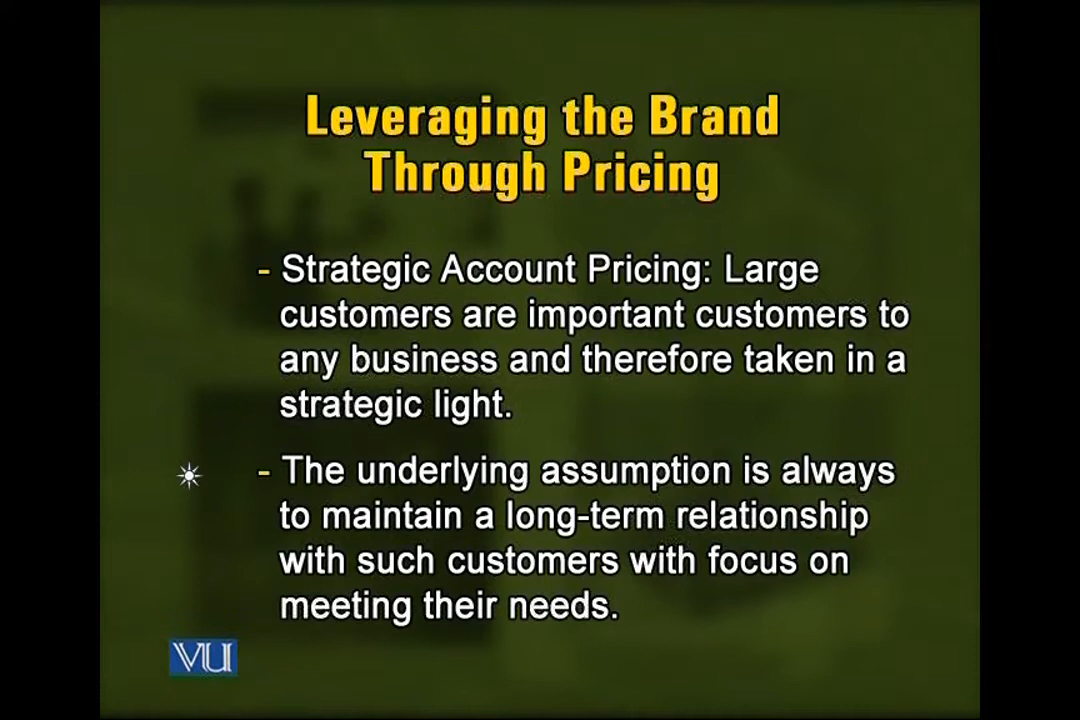 Leveraging the Brand
Through Pricing
- Strategic Account Pricing: Large
customers are important customers to
any business and therefore taken in a
strategic light.
- The underlying assumption is always
to maintain a long-term relationship
with such customers with focus on
meeting their needs.
VU